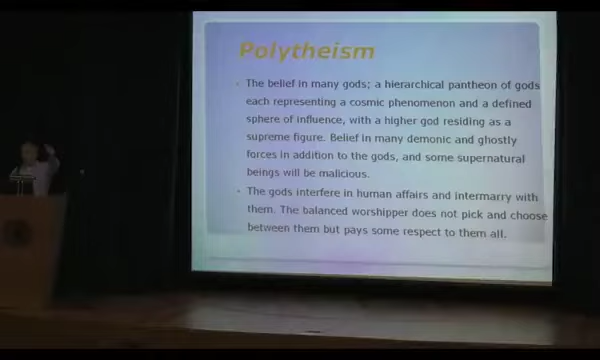 Polytheism
• The belief in many gods; a hierarchical pantheon of gods
each representing a cosmic phenomenon and a defined
sphere of influence, with a higher god residing as a
supreme figure. Belief in many demonic and ghostly
forces in addition to the gods, and some supernatural
beings will be malicious.
• The gods interfere in human affairs and intermarry with
them. The balanced worshipper does not pick and choose
between them but pays some respect to them all.